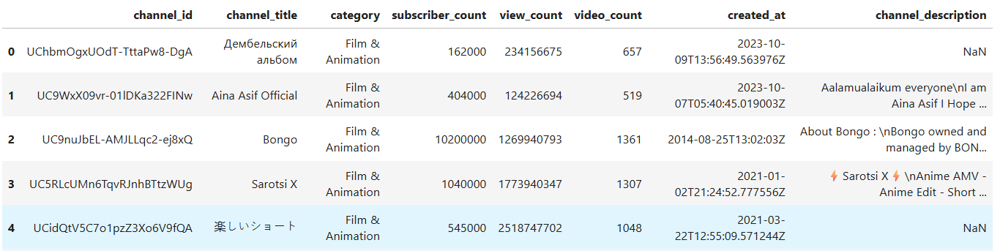 channel_id channel_title category subscriber_count view_count video_count created_at channel_description
0 UChbmOgxUOdT-TttaPw8-DgA Дембельский альбом Film & Animation 162000 234156675 657 2023-10-09T13:56:49.563976Z NaN
1 UC9WxX09vr-01lDKa322FINw Aina Asif Official Film & Animation 404000 124226694 519 2023-10-07T05:40:45.019003Z Aalamualaikum everyone\nI am Aina Asif I Hope ...
2 UC9nuJbEL-AMJLLqc2-ej8xQ Bongo Film & Animation 10200000 1269940793 1361 2014-08-25T13:02:03Z About Bongo : \nBongo owned and managed by BON...
3 UC5RLcUMn6TqvRJnhBTtzWUg Sarotsi X Film & Animation 1040000 1773940347 1307 2021-01-02T21:24:52.777556Z ⚡ Sarotsi X ⚡ \nAnime AMV - Anime Edit - Short ...
4 UCidQtV5C7o1pzZ3Xo6V9fQA 楽しいショート Film & Animation 545000 2518747702 1048 2021-03-22T12:55:09.571244Z NaN